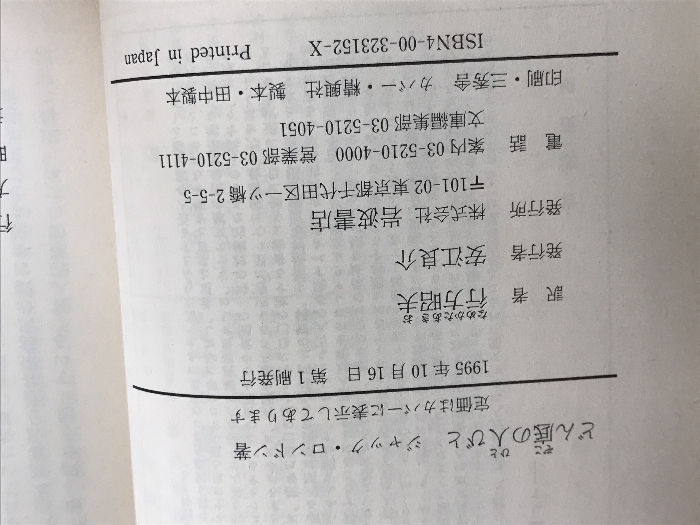 どん底の人びと ジャック・ロンドン著
定価はカバーに表示してあります
1995年10月16日 第1刷発行
訳者 行方昭夫
発行者 安江良介
発行所 株式会社 岩波書店
〒101-02 東京都千代田区一ツ橋2-5-5
電話 案内 03-5210-4000 営業部 03-5210-4111
文庫編集部 03-5210-4051
印刷・三秀舎 カバー・精興社 製本・田中製本
ISBN4-00-323152-X Printed in Japan